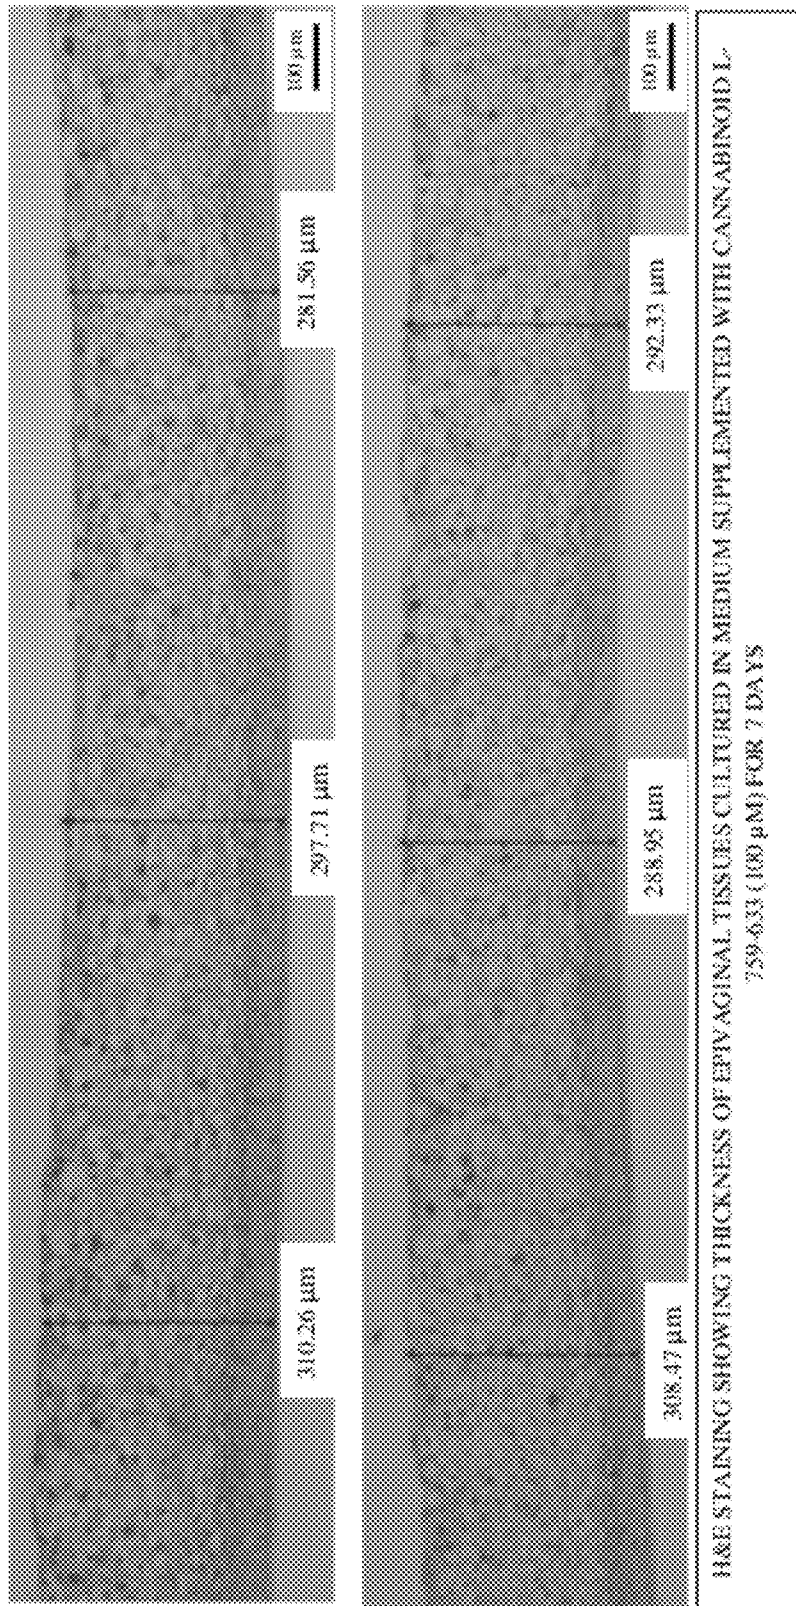 310.26 µm
297.71 µm
281.56 µm
100 µm
308.47 µm
288.95 µm
292.33 µm
100 µm
H&E STAINING SHOWING THICKNESS OF EPIVAGINAL TISSUES CULTURED IN MEDIUM SUPPLEMENTED WITH CANNABINOID L-
759-633 (100 µM) FOR 7 DAYS